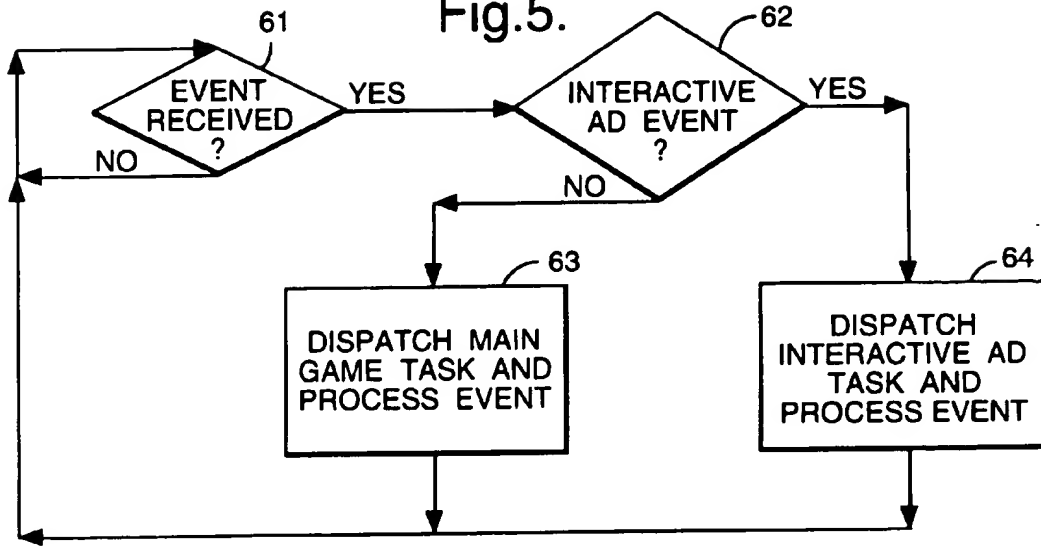 Fig.5.
61
EVENT
RECEIVED
?
YES
NO
62
INTERACTIVE
AD EVENT
?
YES
NO
63
DISPATCH MAIN
GAME TASK AND
PROCESS EVENT
64
DISPATCH
INTERACTIVE AD
TASK AND
PROCESS EVENT